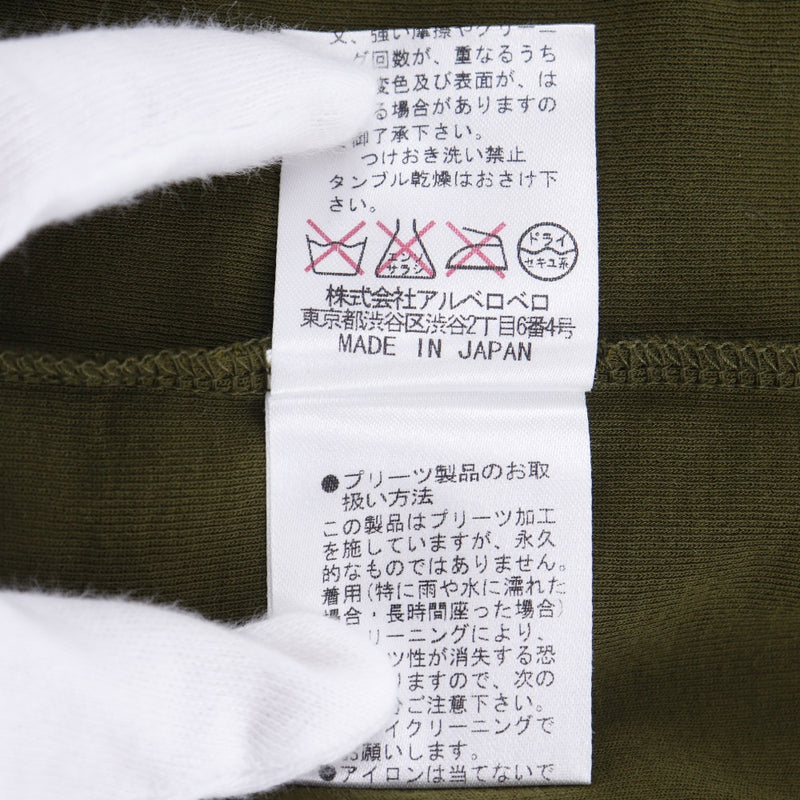 又、強い摩擦やクリーニ
グ回数が、重なるうち
変色及び表面が、は
る場合がありますの
御了承下さい。
つけおき洗い禁止
タンブル乾燥はおさけ下
さい。
エンソ
サラシ
ドライ
セキユ系
株式会社アルベロベロ
東京都渋谷区渋谷2丁目6番4号
MADE IN JAPAN
●プリーツ製品のお取
扱い方法
この製品はプリーツ加工
を施していますが、永久
的なものではありません。
着用(特に雨や水に濡れた
場合・長時間座った場合)
リーニングにより、
ツ性が消失する恐
りますので、次の
ご注意下さい。
イクリーニングで
お願いします。
●アイロンは当てないで